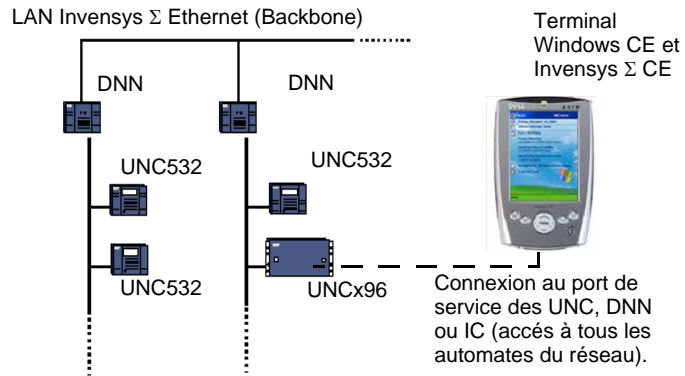 LAN Invensys Σ Ethernet (Backbone)
Terminal
Windows CE et
Invensys Σ CE
DNN
DNN
UNC532
UNC532
UNC532
UNCx96
DELL
Connexion au port de
service des UNC, DNN
ou IC (accés à tous les
automates du réseau).